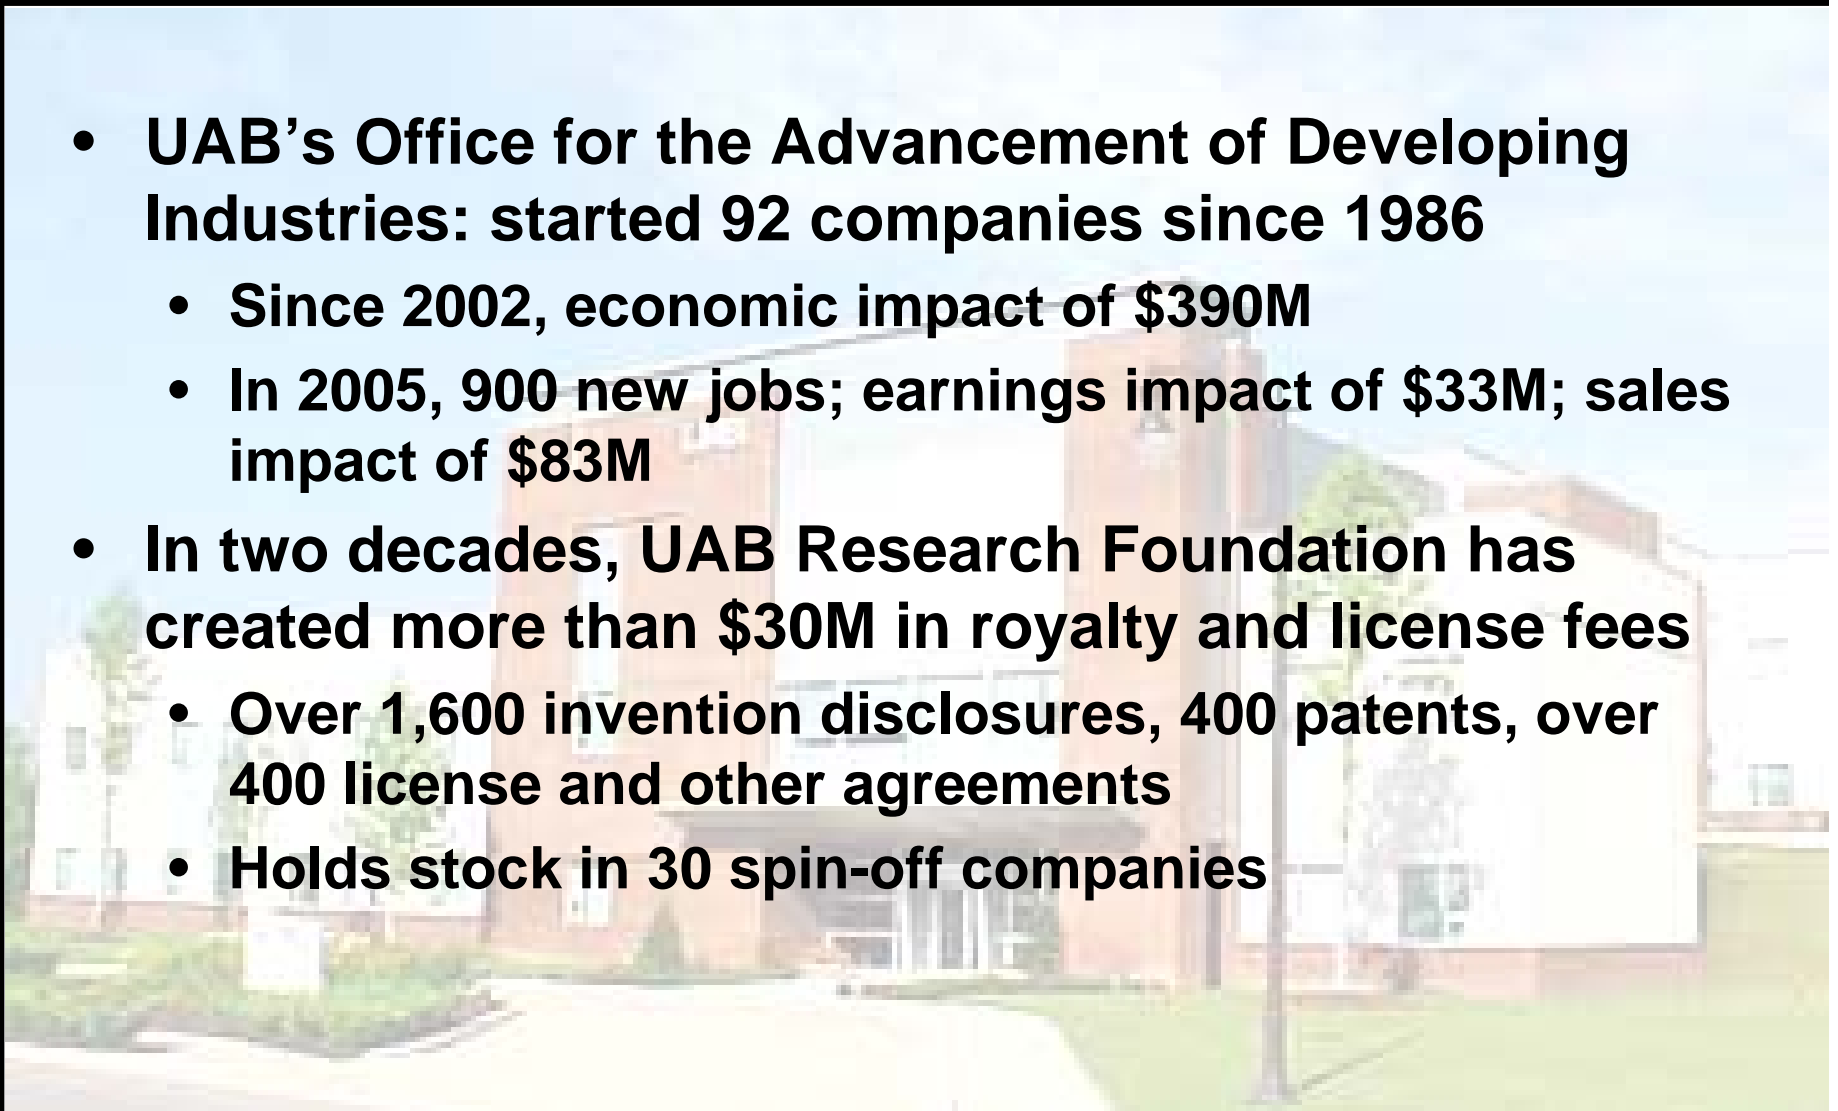 • UAB’s Office for the Advancement of Developing
Industries: started 92 companies since 1986
• Since 2002, economic impact of $390M
• In 2005, 900 new jobs; earnings impact of $33M; sales
impact of $83M
• In two decades, UAB Research Foundation has
created more than $30M in royalty and license fees
• Over 1,600 invention disclosures, 400 patents, over
400 license and other agreements
• Holds stock in 30 spin-off companies